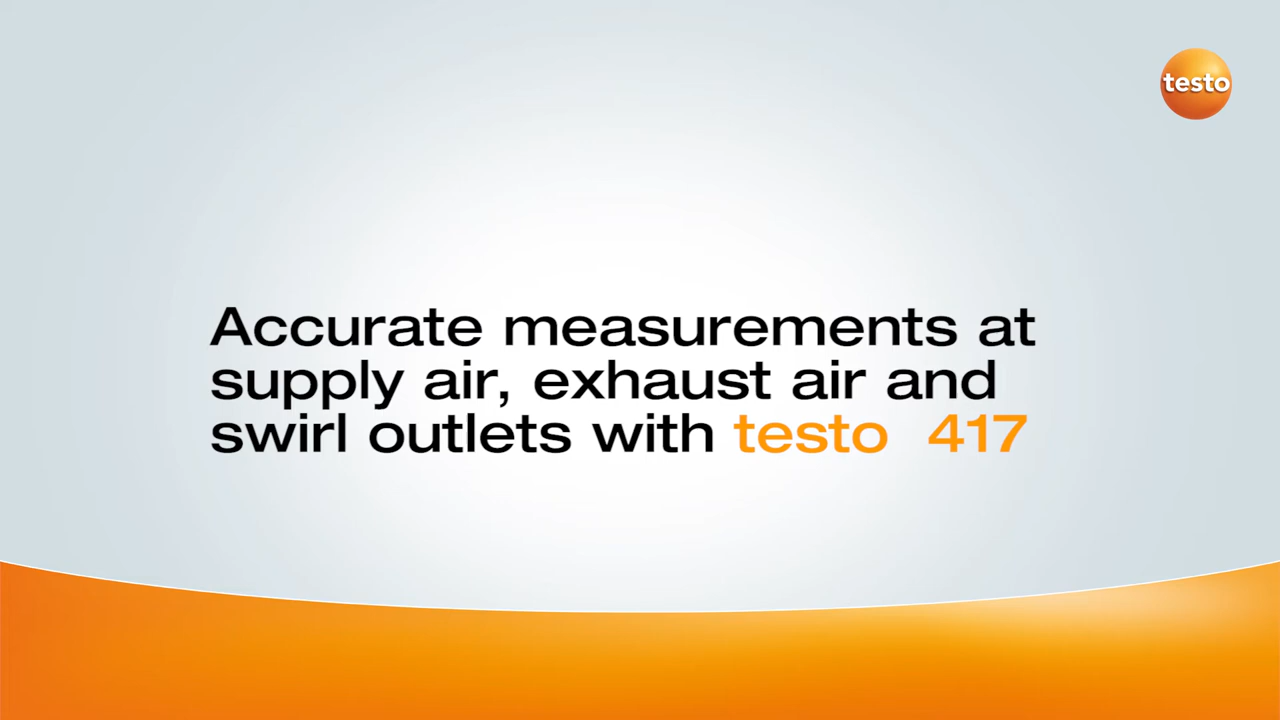 testo
Accurate measurements at
supply air, exhaust air and
swirl outlets with testo  417